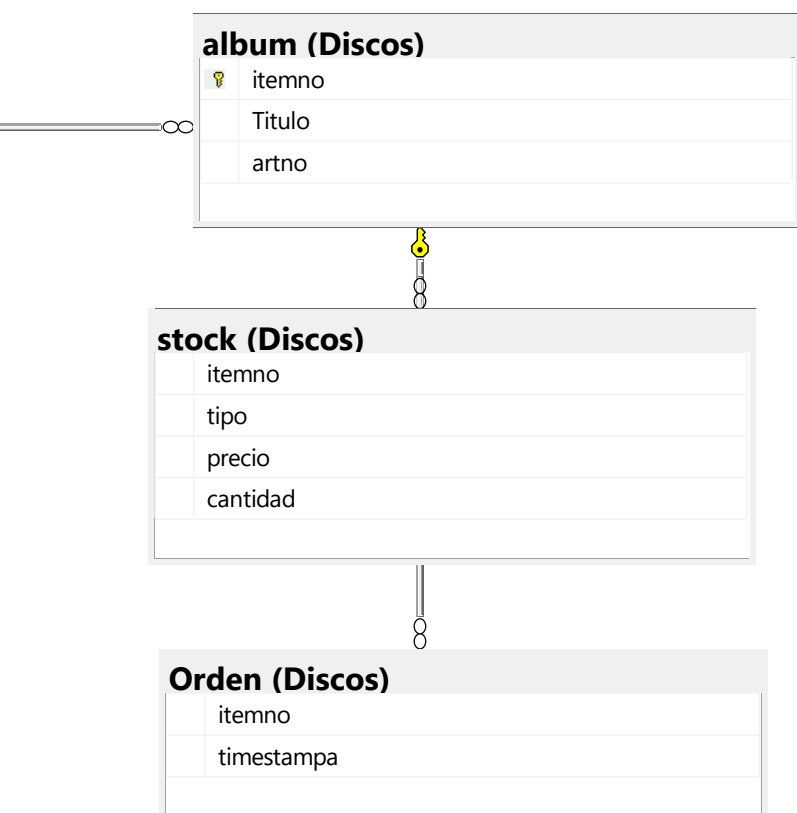 album (Discos)
itemno
Titulo
artno
stock (Discos)
itemno
tipo
precio
cantidad
Orden (Discos)
itemno
timestampa